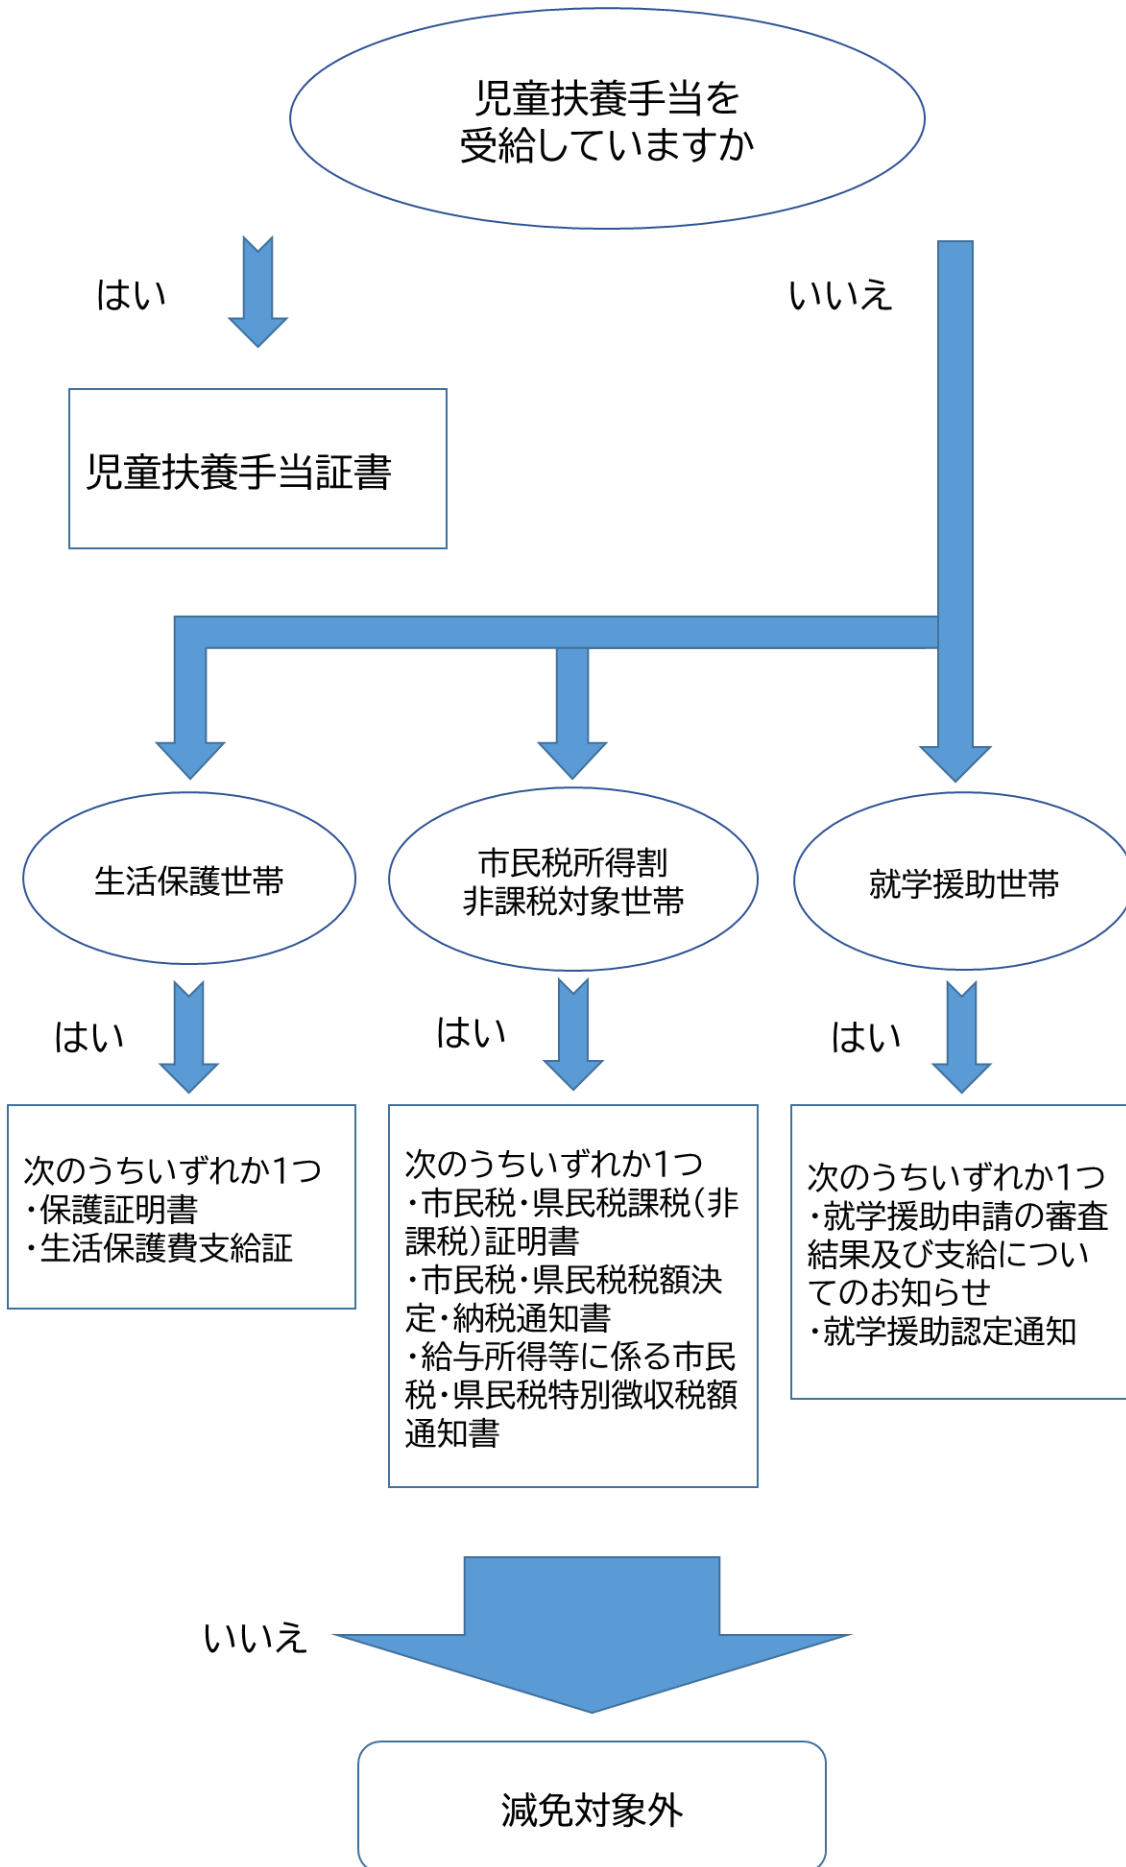 児童扶養手当を
受給していますか
はい
いいえ
児童扶養手当証書
生活保護世帯
市民税所得割
非課税対象世帯
就学援助世帯
はい
はい
はい
次のうちいずれか1つ
・保護証明書
・生活保護費支給証
次のうちいずれか1つ
・市民税・県民税課税(非
課税)証明書
・市民税・県民税税額決
定・納税通知書
・給与所得等に係る市民
税・県民税特別徴収税額
通知書
次のうちいずれか1つ
・就学援助申請の審査
結果及び支給につい
てのお知らせ
・就学援助認定通知
いいえ
減免対象外